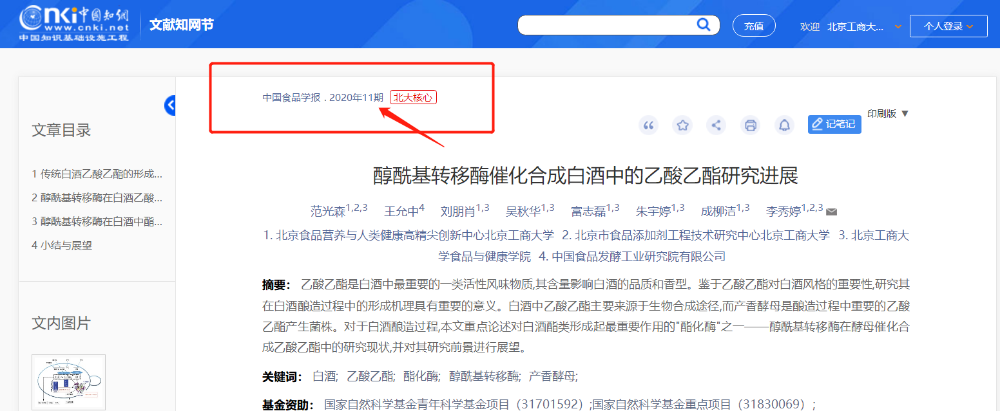 cnki中国知网
www.cnki.net
中国知识基础设施工程
文献知网节
充值
欢迎 北京工商大...
个人登录
中国食品学报 . 2020年11期 北大核心
印刷版 ▼
记笔记
文章目录
1 传统白酒乙酸乙酯的形成...
2 醇酰基转移酶在白酒乙酸...
3 醇酰基转移酶在白酒中酯...
4 小结与展望
文内图片
醇酰基转移酶催化合成白酒中的乙酸乙酯研究进展
范光森1,2,3 王允中4 刘朋肖1,3 吴秋华1,3 富志磊1,3 朱宇婷1,3 成柳洁1,3 李秀婷1,2,3
1. 北京食品营养与人类健康高精尖创新中心北京工商大学 2. 北京市食品添加剂工程技术研究中心北京工商大学 3. 北京工商大
学食品与健康学院 4. 中国食品发酵工业研究院有限公司
摘要： 乙酸乙酯是白酒中最重要的一类活性风味物质,其含量影响白酒的品质和香型。鉴于乙酸乙酯对白酒风格的重要性,研究其
在白酒酿造过程中的形成机理具有重要的意义。白酒中乙酸乙酯主要来源于生物合成途径,而产香酵母是酿造过程中重要的乙酸
乙酯产生菌株。对于白酒酿造过程,本文重点论述对白酒酯类形成起最重要作用的"酯化酶"之一——醇酰基转移酶在酵母催化合
成乙酸乙酯中的研究现状,并对其研究前景进行展望。
关键词： 白酒; 乙酸乙酯; 酯化酶; 醇酰基转移酶; 产香酵母;
基金资助： 国家自然科学基金青年科学基金项目（31701592）;国家自然科学基金重点项目（31830069）;